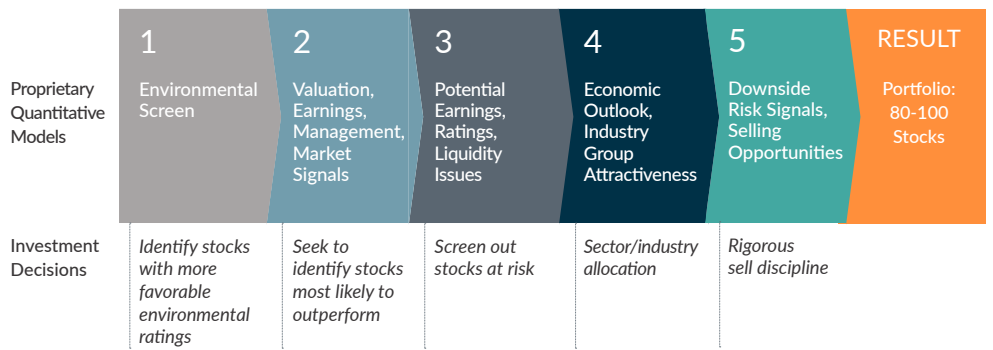 Proprietary
Quantitative
Models
1
Environmental
Screen
2
Valuation,
Earnings,
Management,
Market
Signals
3
Potential
Earnings,
Ratings,
Liquidity
Issues
4
Economic
Outlook,
Industry
Group
Attractiveness
5
Downside
Risk Signals,
Selling
Opportunities
RESULT
Portfolio:
80-100
Stocks
Investment
Decisions
Identify stocks
with more
favorable
environmental
ratings
Seek to
identify stocks
most likely to
outperform
Screen out
stocks at risk
Sector/industry
allocation
Rigorous
sell discipline